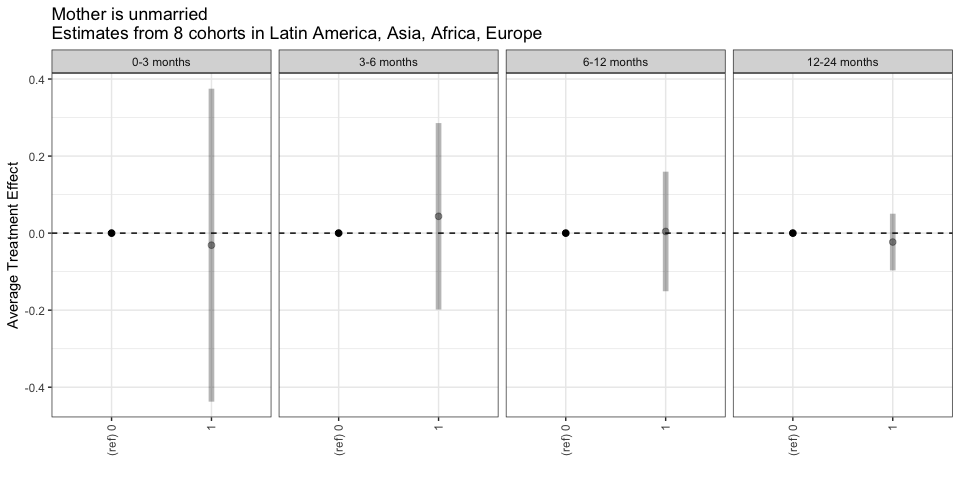 Mother is unmarried
Estimates from 8 cohorts in Latin America, Asia, Africa, Europe
0-3 months
3-6 months
6-12 months
12-24 months
Average Treatment Effect
0.4
0.2
0.0
-0.2
-0.4
(ref) 0
1
(ref) 0
1
(ref) 0
1
(ref) 0
1